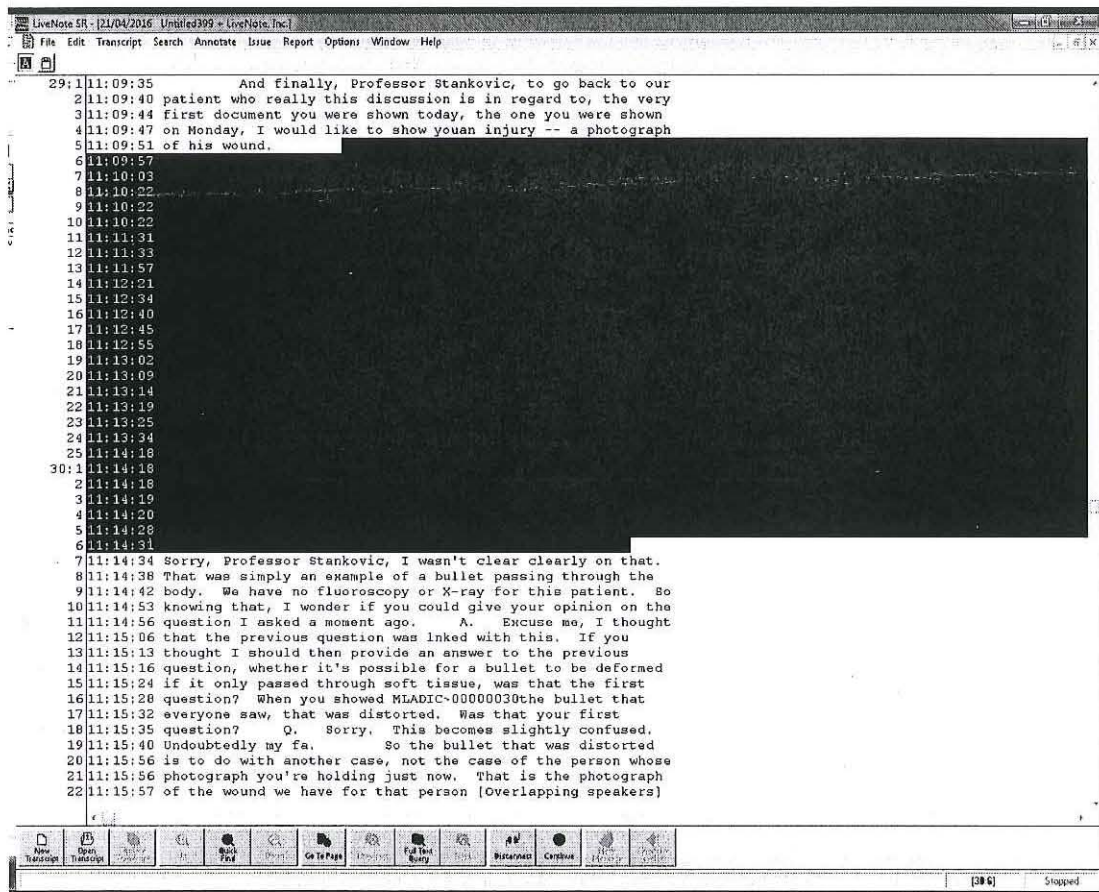 LiveNote SR - [21/04/2016 Untitled399 + LiveNote, Inc.]
File Edit Transcript Search Annotate Issue Report Options Window Help
29:1 11:09:35 And finally, Professor Stankovic, to go back to our
2 11:09:40 patient who really this discussion is in regard to, the very
3 11:09:44 first document you were shown today, the one you were shown
4 11:09:47 on Monday, I would like to show youan injury -- a photograph
5 11:09:51 of his wound.
6 11:09:57
7 11:10:03
8 11:10:22
9 11:10:22
10 11:10:22
11 11:11:31
12 11:11:33
13 11:11:57
14 11:12:21
15 11:12:34
16 11:12:40
17 11:12:45
18 11:12:55
19 11:13:02
20 11:13:09
21 11:13:14
22 11:13:19
23 11:13:25
24 11:13:34
25 11:14:18
30:1 11:14:18
2 11:14:18
3 11:14:19
4 11:14:20
5 11:14:28
6 11:14:31
7 11:14:34 Sorry, Professor Stankovic, I wasn't clear clearly on that.
8 11:14:38 That was simply an example of a bullet passing through the
9 11:14:42 body. We have no fluoroscopy or X-ray for this patient. So
10 11:14:53 knowing that, I wonder if you could give your opinion on the
11 11:14:56 question I asked a moment ago. A. Excuse me, I thought
12 11:15:06 that the previous question was lnked with this. If you
13 11:15:13 thought I should then provide an answer to the previous
14 11:15:16 question, whether it's possible for a bullet to be deformed
15 11:15:24 if it only passed through soft tissue, was that the first
16 11:15:28 question? When you showed MLADIC~00000030the bullet that
17 11:15:32 everyone saw, that was distorted. Was that your first
18 11:15:35 question? Q. Sorry. This becomes slightly confused.
19 11:15:40 Undoubtedly my fa. So the bullet that was distorted
20 11:15:56 is to do with another case, not the case of the person whose
21 11:15:56 photograph you're holding just now. That is the photograph
22 11:15:57 of the wound we have for that person [Overlapping speakers]
New Transcript Open Transcript Quick Find Go To Page Full Text Query Disconnect Continue
[30:6] Stopped